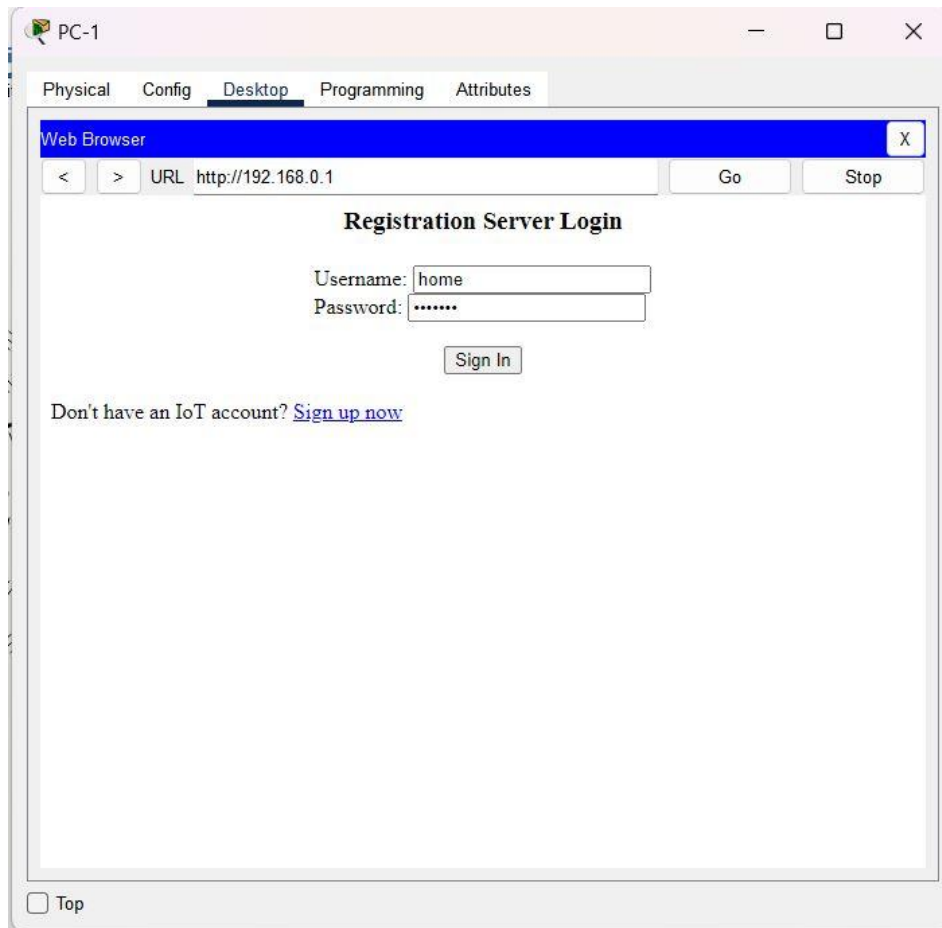 PC-1
Physical Config Desktop Programming Attributes
Web Browser X
< > URL http://192.168.0.1 Go Stop
Registration Server Login
Username: home
Password: •••••••
Sign In
Don't have an IoT account? Sign up now
Top